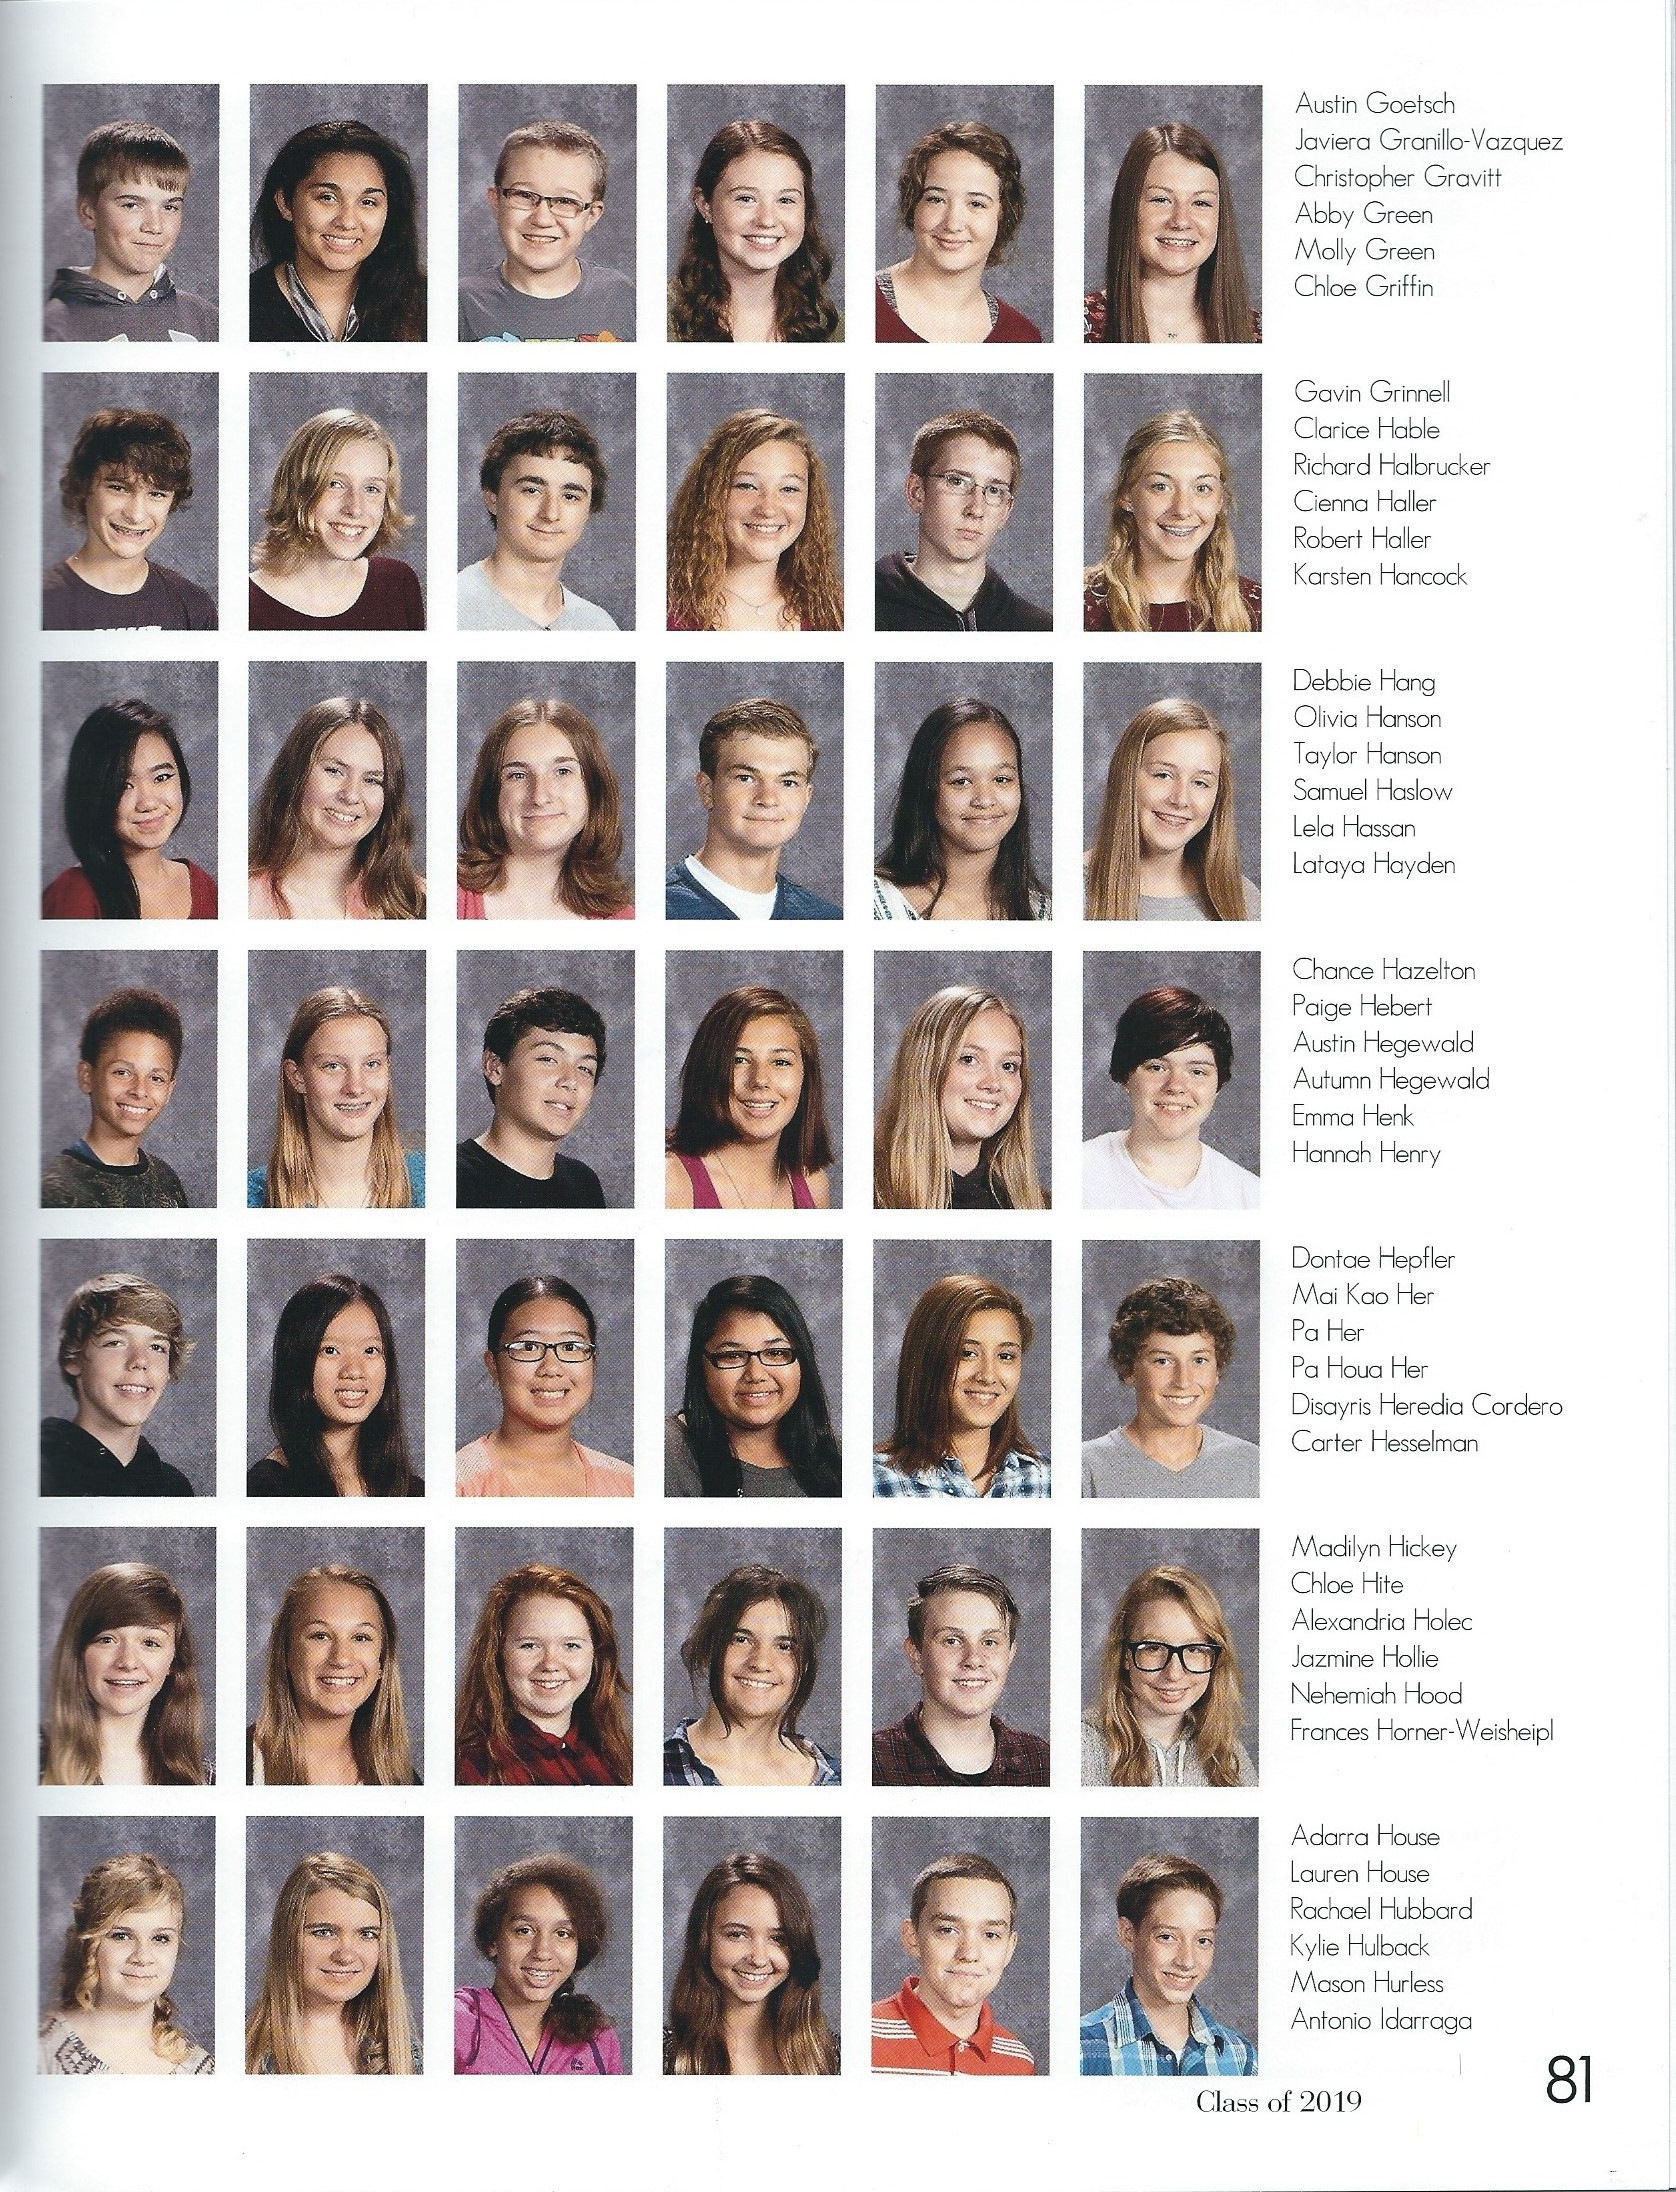 Austin Goetsch
Javiera Granillo-Vazquez
Christopher Gravitt
Abby Green
Molly Green
Chloe Griffin
Gavin Grinnell
Clarice Hable
Richard Halbrucker
Cienna Haller
Robert Haller
Karsten Hancock
Debbie Hang
Olivia Hanson
Taylor Hanson
Samuel Haslow
Lela Hassan
Lataya Hayden
Chance Hazelton
Paige Hebert
Austin Hegewald
Autumn Hegewald
Emma Henk
Hannah Henry
Dontae Hepfler
Mai Kao Her
Pa Her
Pa Houa Her
Disayris Heredia Cordero
Carter Hesselman
Madilyn Hickey
Chloe Hite
Alexandria Holec
Jazmine Hollie
Nehemiah Hood
Frances Horner-Weisheipl
Adarra House
Lauren House
Rachael Hubbard
Kylie Hulback
Mason Hurless
Antonio Idarraga
Class of 2019
81